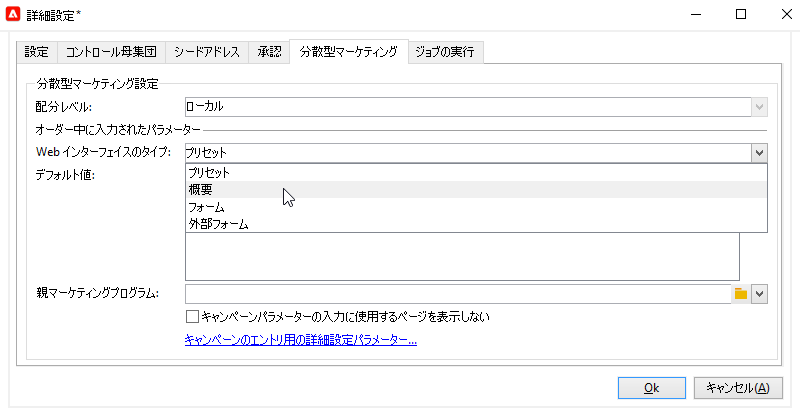 詳細設定*
設定 コントロール母集団 シードアドレス 承認 分散型マーケティング ジョブの実行
分散型マーケティング設定
配分レベル: ローカル
オーダー中に入力されたパラメーター
Web インターフェイスのタイプ: プリセット
プリセット
デフォルト値:
概要
フォーム
外部フォーム
親マーケティングプログラム:
キャンペーンパラメーターの入力に使用するページを表示しない
キャンペーンのエントリ用の詳細設定パラメーター...
Ok キャンセル(A)